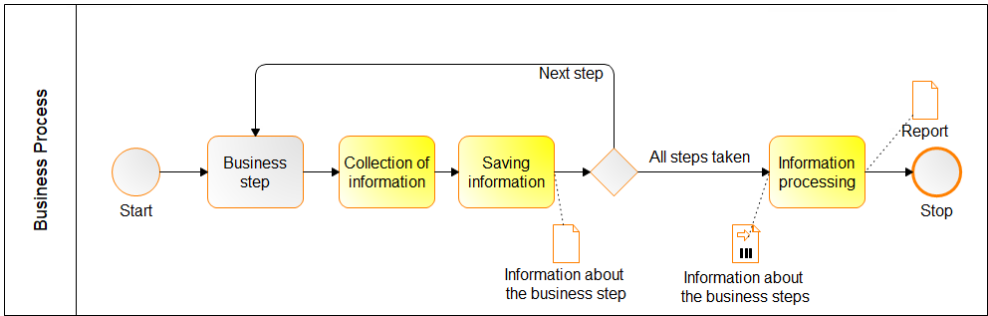 Business Process
Next step
Report
Business
step
Collection of
information
Saving
information
All steps taken
Information
processing
Start
Stop
Information about
the business step
Information about
the business steps